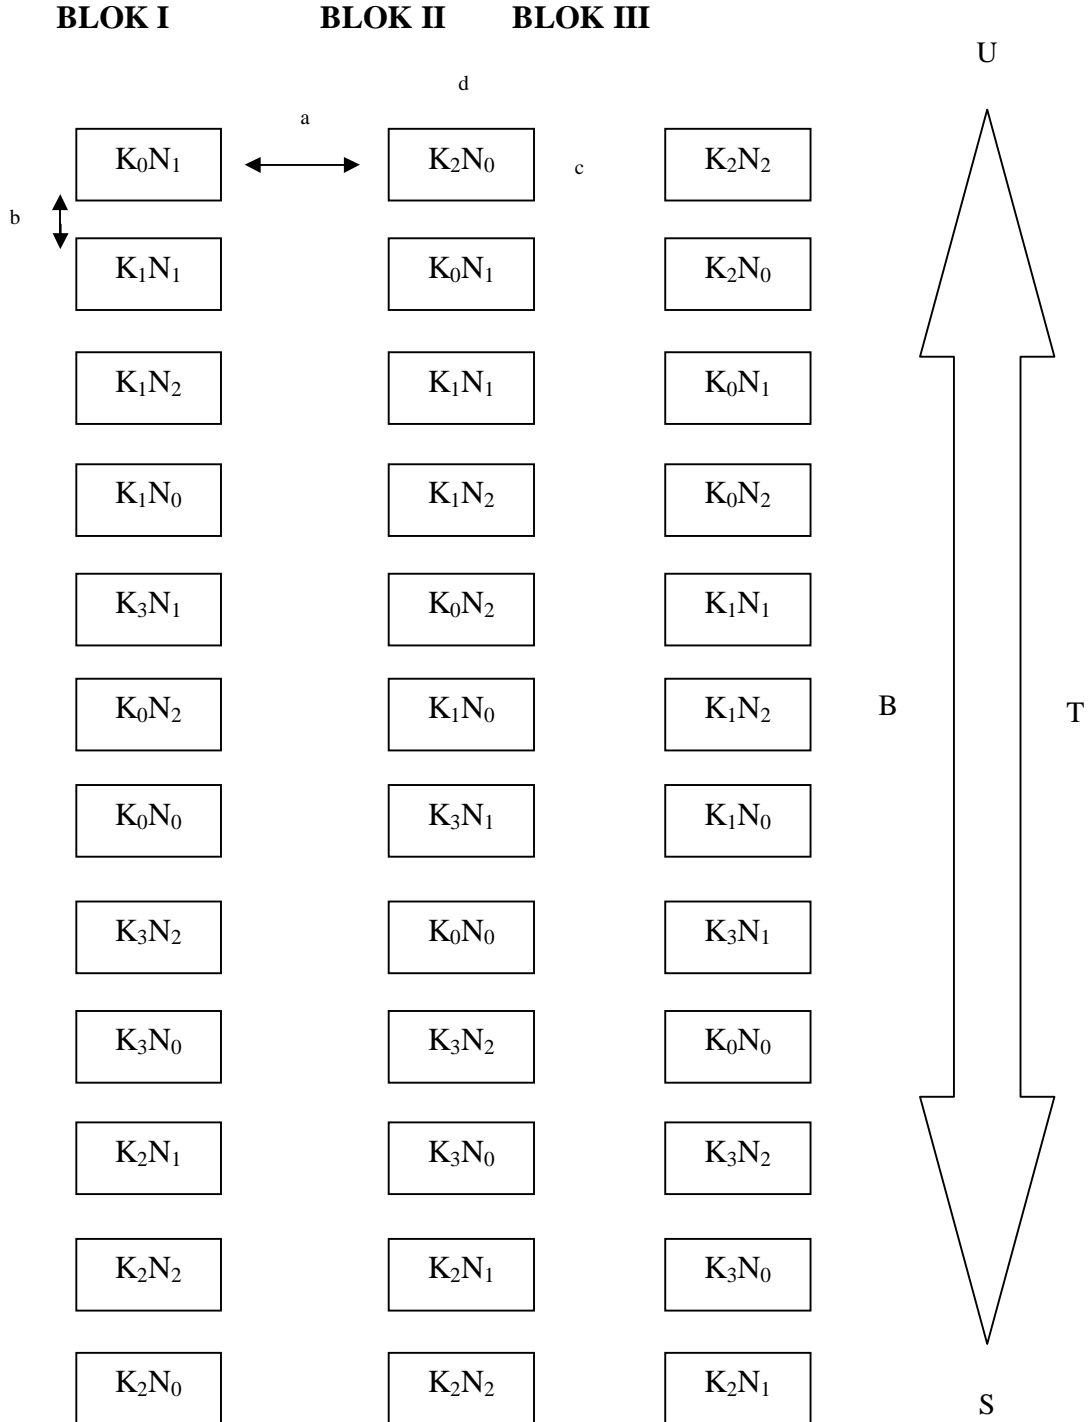 BLOK I BLOK II BLOK III
U
d
a
K₀N₁ K₂N₀ c K₂N₂
b
K₁N₁ K₀N₁ K₂N₀
K₁N₂ K₁N₁ K₀N₁
K₁N₀ K₁N₂ K₀N₂
K₃N₁ K₀N₂ K₁N₁
K₀N₂ K₁N₀ K₁N₂ B T
K₀N₀ K₃N₁ K₁N₀
K₃N₂ K₀N₀ K₃N₁
K₃N₀ K₃N₂ K₀N₀
K₂N₁ K₃N₀ K₃N₂
K₂N₂ K₂N₁ K₃N₀
K₂N₀ K₂N₂ K₂N₁
S